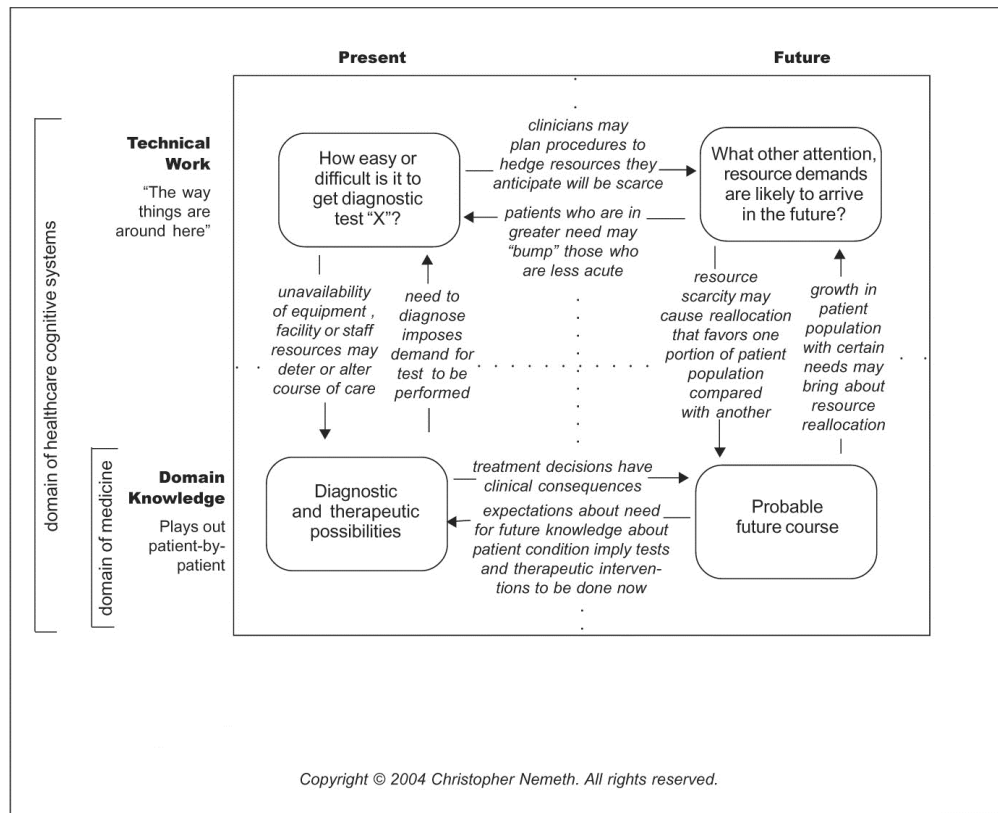 Present
Future
domain of healthcare cognitive systems
domain of medicine
Technical
Work
“The way
things are
around here”
How easy or
difficult is it to
get diagnostic
test “X”?
clinicians may
plan procedures to
hedge resources they
anticipate will be scarce
patients who are in
greater need may
“bump” those who
are less acute
What other attention,
resource demands
are likely to arrive
in the future?
unavailability
of equipment ,
facility or staff
resources may
deter or alter
course of care
need to
diagnose
imposes
demand for
test to be
performed
resource
scarcity may
cause reallocation
that favors one
portion of patient
population
compared
with another
growth in
patient
population
with certain
needs may
bring about
resource
reallocation
Domain
Knowledge
Plays out
patient-by-
patient
Diagnostic
and therapeutic
possibilities
treatment decisions have
clinical consequences
expectations about need
for future knowledge about
patient condition imply tests
and therapeutic interven-
tions to be done now
Probable
future course
Copyright © 2004 Christopher Nemeth. All rights reserved.